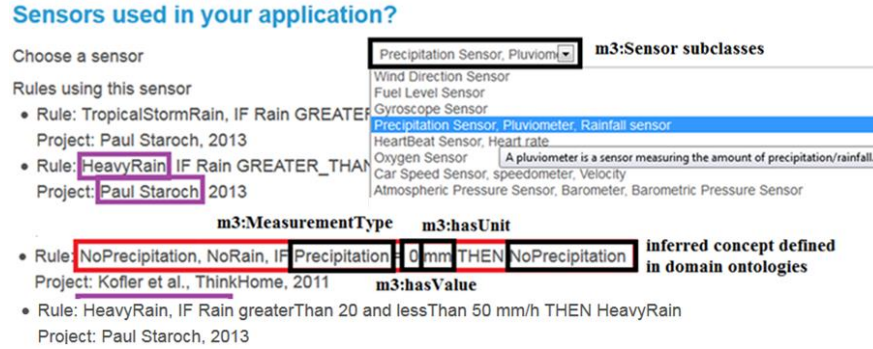 Sensors used in your application?
Choose a sensor
Precipitation Sensor, Pluviom
m3:Sensor subclasses
Wind Direction Sensor
Fuel Level Sensor
Gyroscope Sensor
Precipitation Sensor, Pluviometer, Rainfall sensor
HeartBeat Sensor, Heart rate
Oxygen Sensor
A pluviometer is a sensor measuring the amount of precipitation/rainfall.
Car Speed Sensor, speedometer, Velocity
Atmospheric Pressure Sensor, Barometer, Barometric Pressure Sensor
Rules using this sensor
• Rule: TropicalStormRain, IF Rain GREATER
Project: Paul Staroch, 2013
• Rule: HeavyRain, IF Rain GREATER_THAN
Project: Paul Staroch, 2013
m3:MeasurementType
m3:hasUnit
• Rule: NoPrecipitation, NoRain, IF Precipitation = 0 mm THEN NoPrecipitation
inferred concept defined
in domain ontologies
Project: Kofler et al., ThinkHome, 2011
m3:hasValue
• Rule: HeavyRain, IF Rain greaterThan 20 and lessThan 50 mm/h THEN HeavyRain
Project: Paul Staroch, 2013